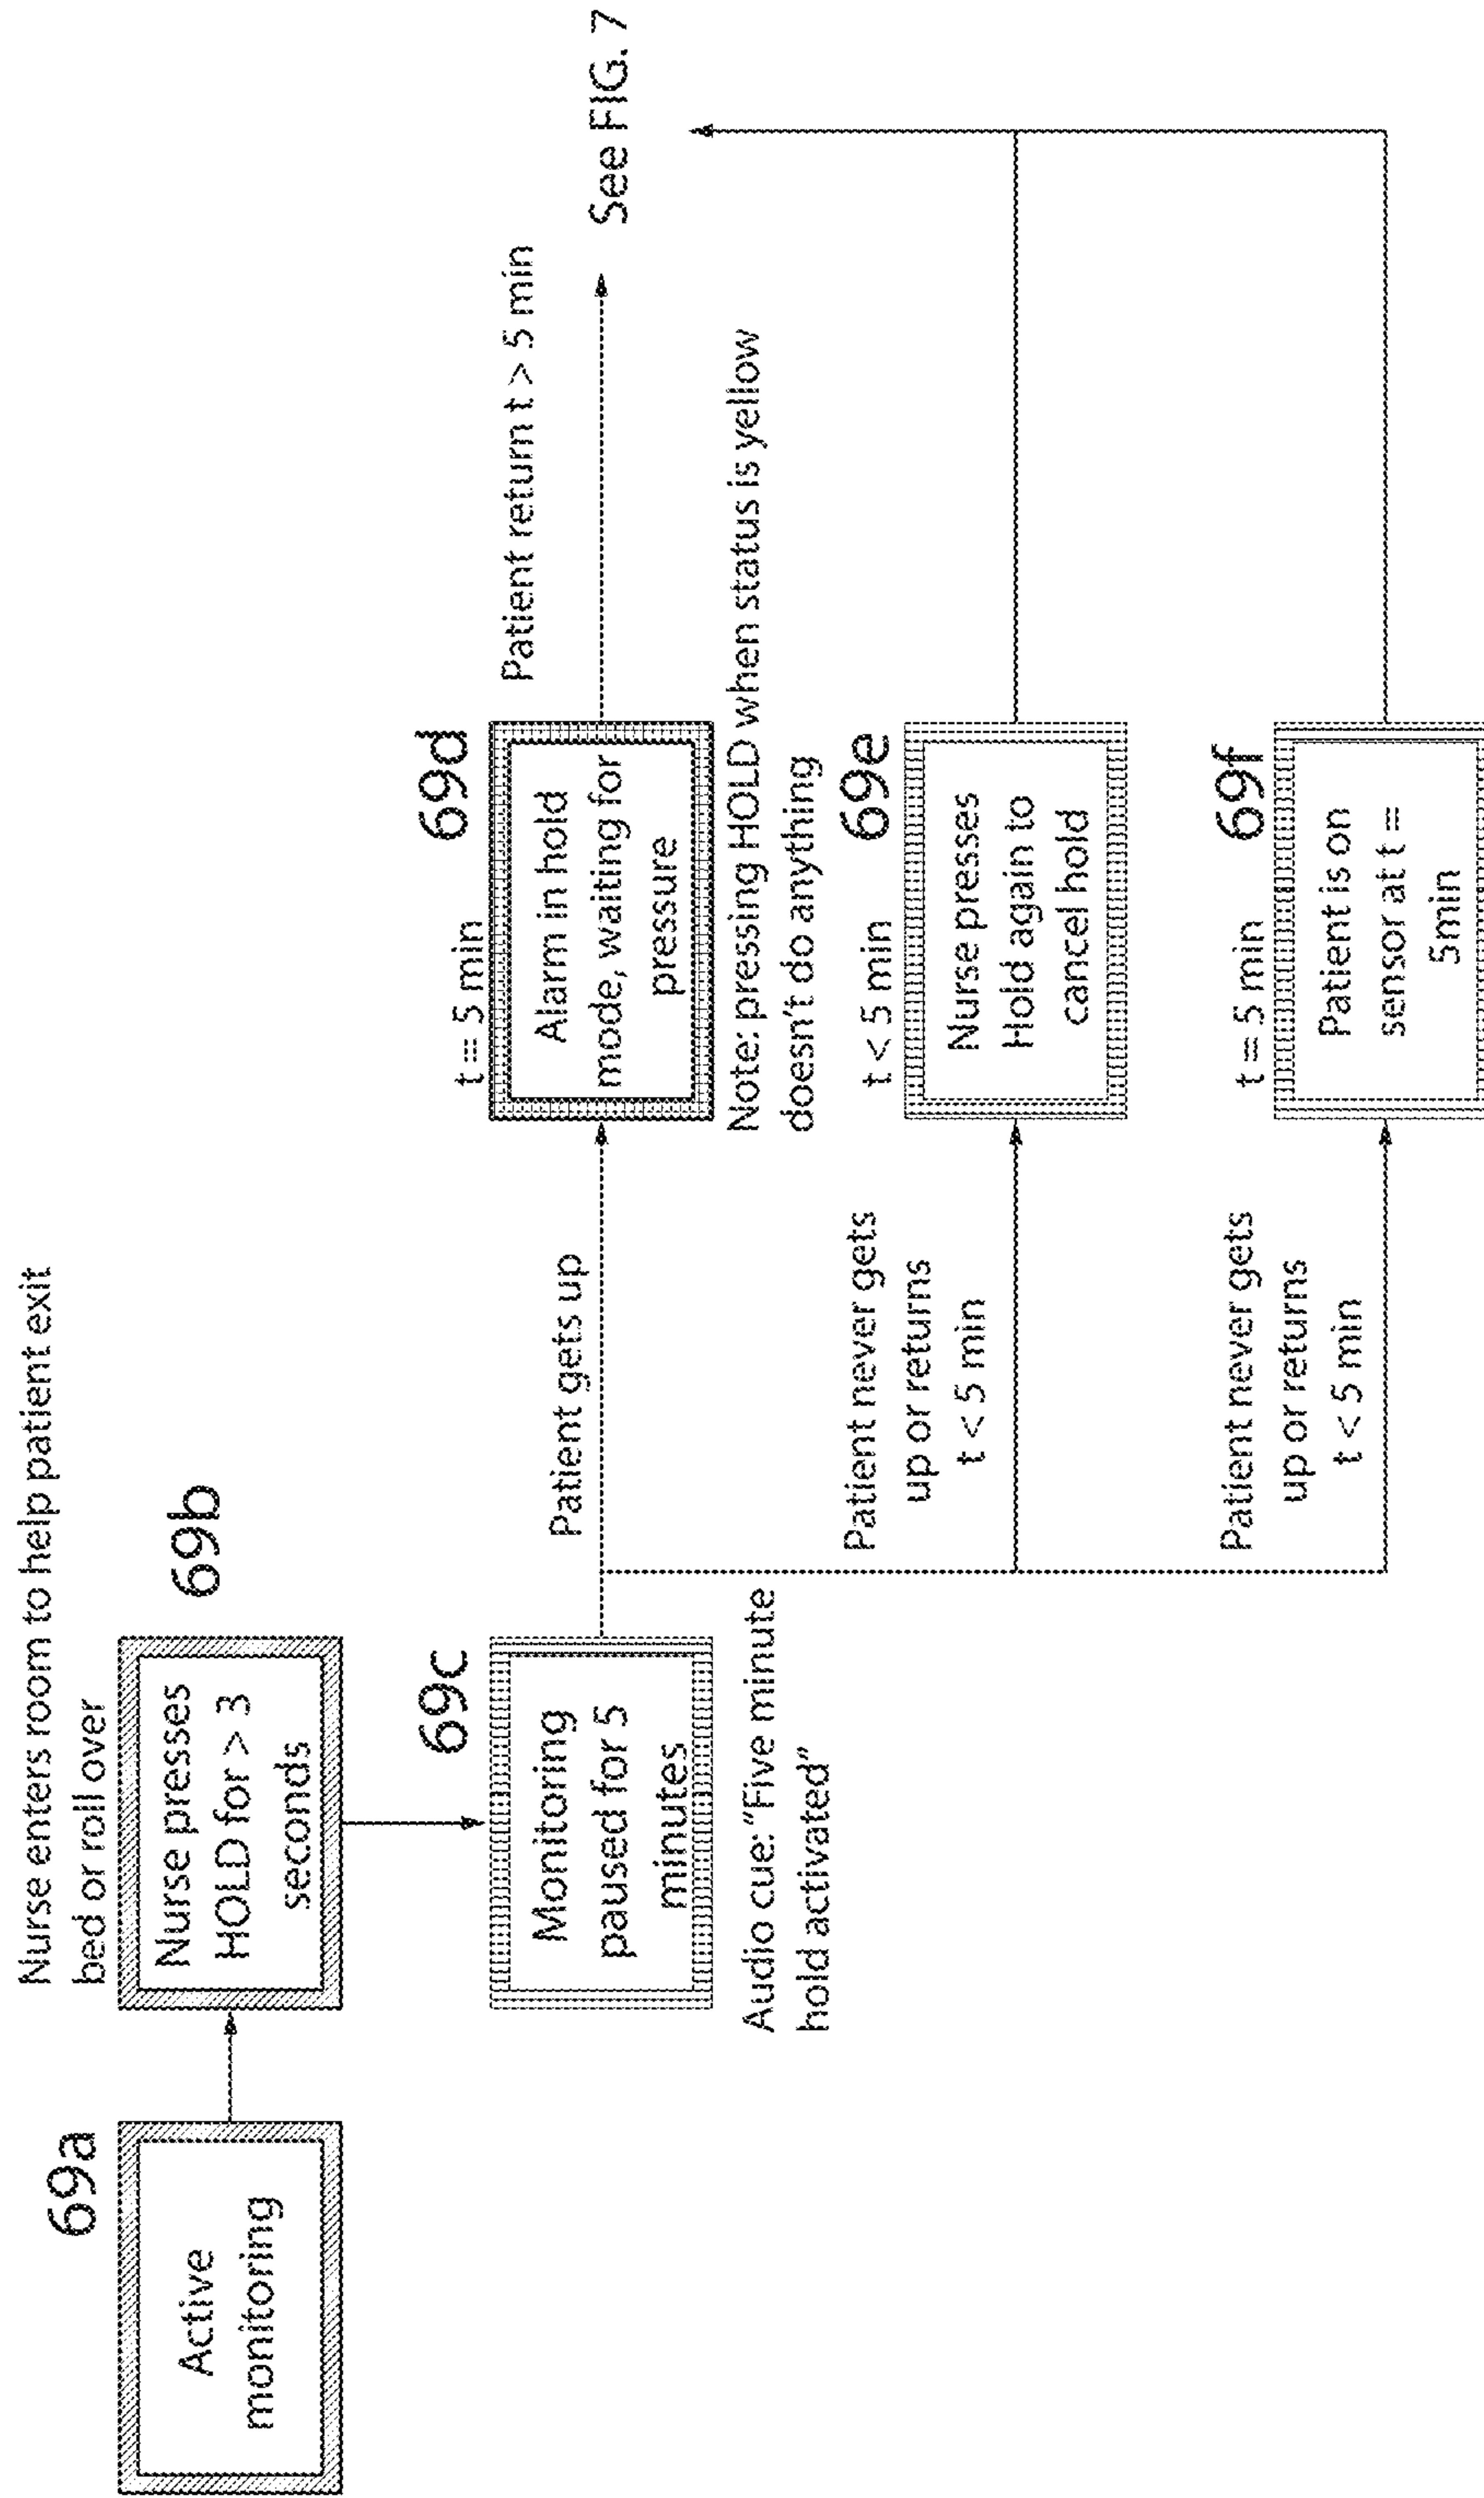 Nurse enters room to help patient exit
bed or roll over
69a
Active
monitoring
69b
Nurse presses
HOLD for > 3
seconds
69c
Monitoring
paused for 5
minutes
Audio cue: "Five minute
hold activated"
Patient gets up
t = 5 min
69d
Alarm in hold
mode, waiting for
pressure
Patient return t > 5 min
See FIG. 7
Note: pressing HOLD when status is yellow
doesn't do anything
Patient never gets
up or returns
t < 5 min
t < 5 min
69e
Nurse presses
Hold again to
cancel hold
Patient never gets
up or returns
t < 5 min
t = 5 min
69f
Patient is on
sensor at t =
5min